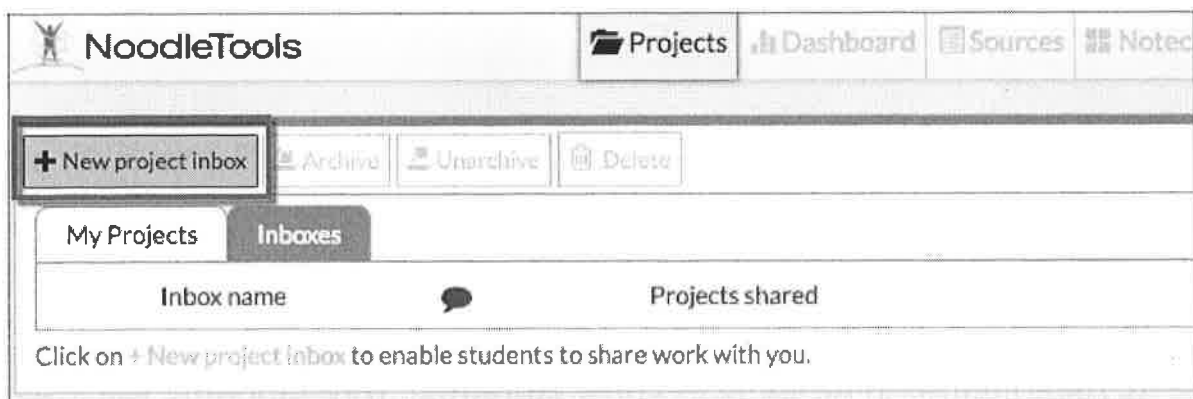 NoodleTools Projects Dashboard Sources Notec
+ New project inbox Archive Unarchive Delete
My Projects Inboxes
Inbox name Projects shared
Click on + New project inbox to enable students to share work with you.